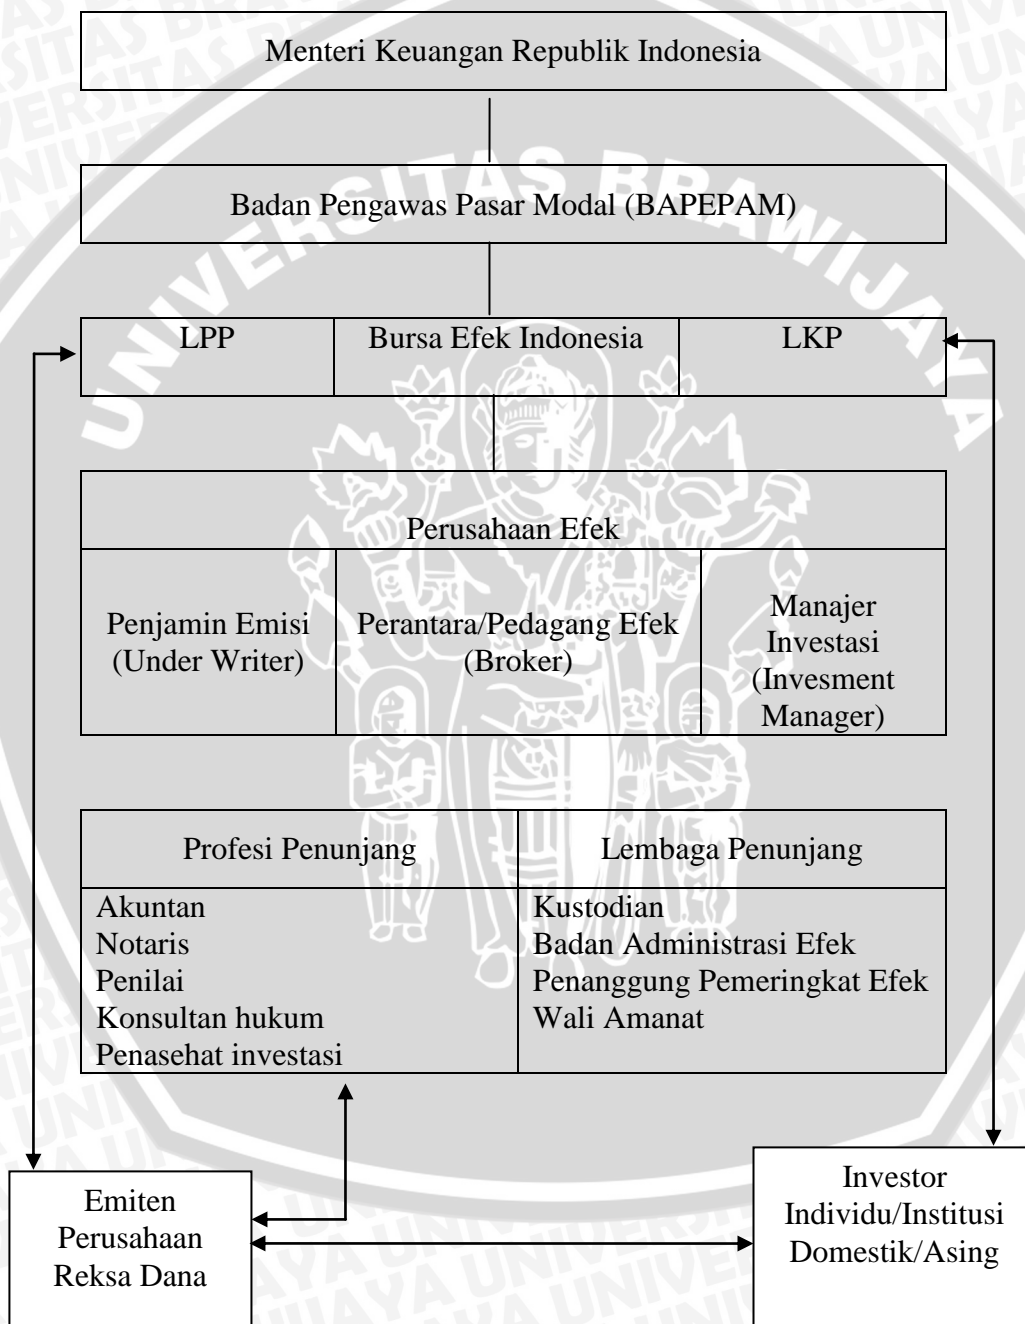 Menteri Keuangan Republik Indonesia
UNIVERSITAS BRAWIJAYA
Badan Pengawas Pasar Modal (BAPEPAM)
LPP
Bursa Efek Indonesia
LKP
Perusahaan Efek
Penjamin Emisi
(Under Writer)
Perantara/Pedagang Efek
(Broker)
Manajer
Investasi
(Invesment
Manager)
Profesi Penunjang
Lembaga Penunjang
Akuntan
Notaris
Penilai
Konsultan hukum
Penasehat investasi
Kustodian
Badan Administrasi Efek
Penanggung Pemeringkat Efek
Wali Amanat
Emiten
Perusahaan
Reksa Dana
Investor
Individu/Institusi
Domestik/Asing